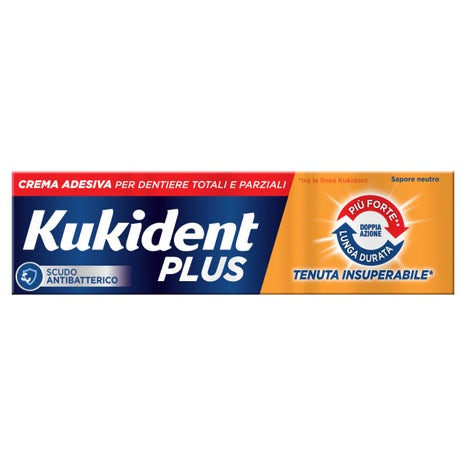 CREMA ADESIVA PER DENTIERE TOTALI E PARZIALI
Kukident
PLUS
SCUDO
ANTIBATTERICO
*tra la linea Kukident
Sapore neutro
PIÙ FORTE**
DOPPIA
AZIONE
LUNGA DURATA
TENUTA INSUPERABILE*